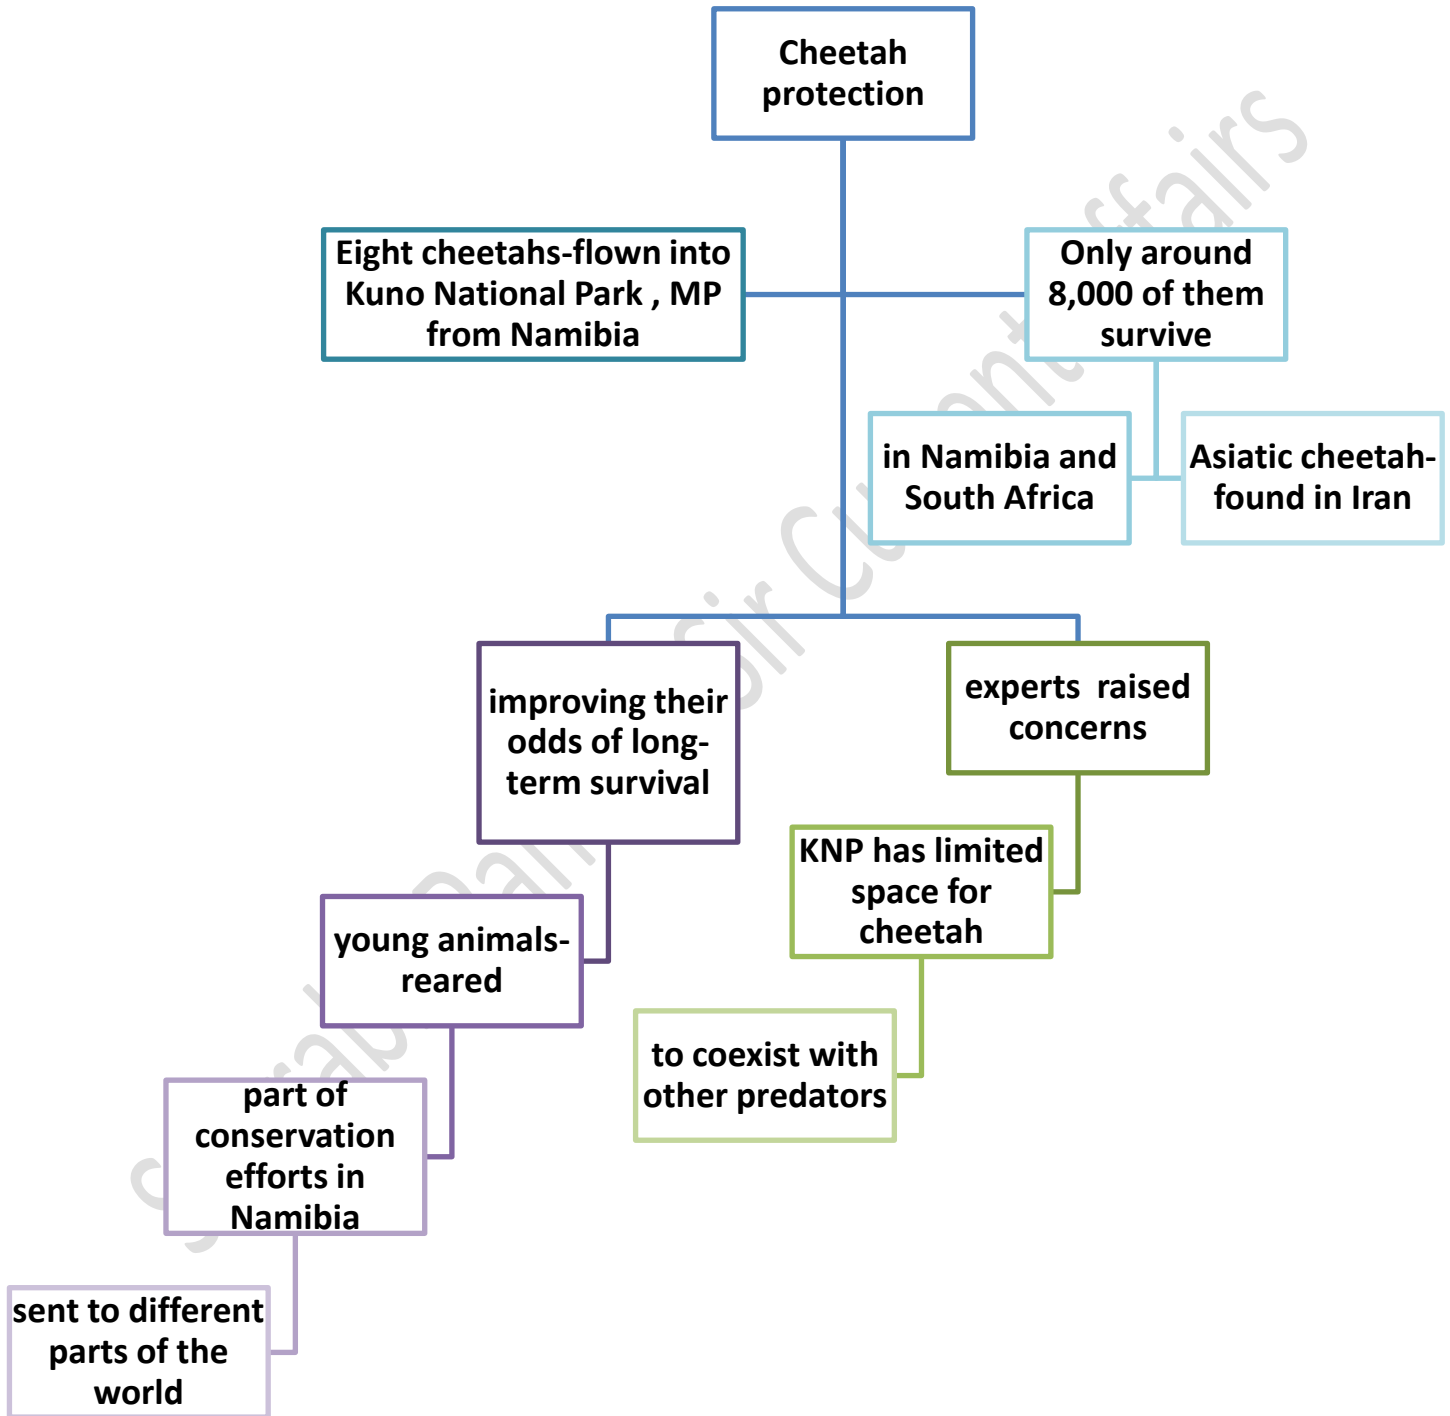 Cheetah
protection
Eight cheetahs-flown into
Kuno National Park , MP
from Namibia
Only around
8,000 of them
survive
in Namibia and
South Africa
Asiatic cheetah-
found in Iran
improving their
odds of long-
term survival
experts  raised
concerns
KNP has limited
space for
cheetah
young animals-
reared
to coexist with
other predators
part of
conservation
efforts in
Namibia
sent to different
parts of the
world